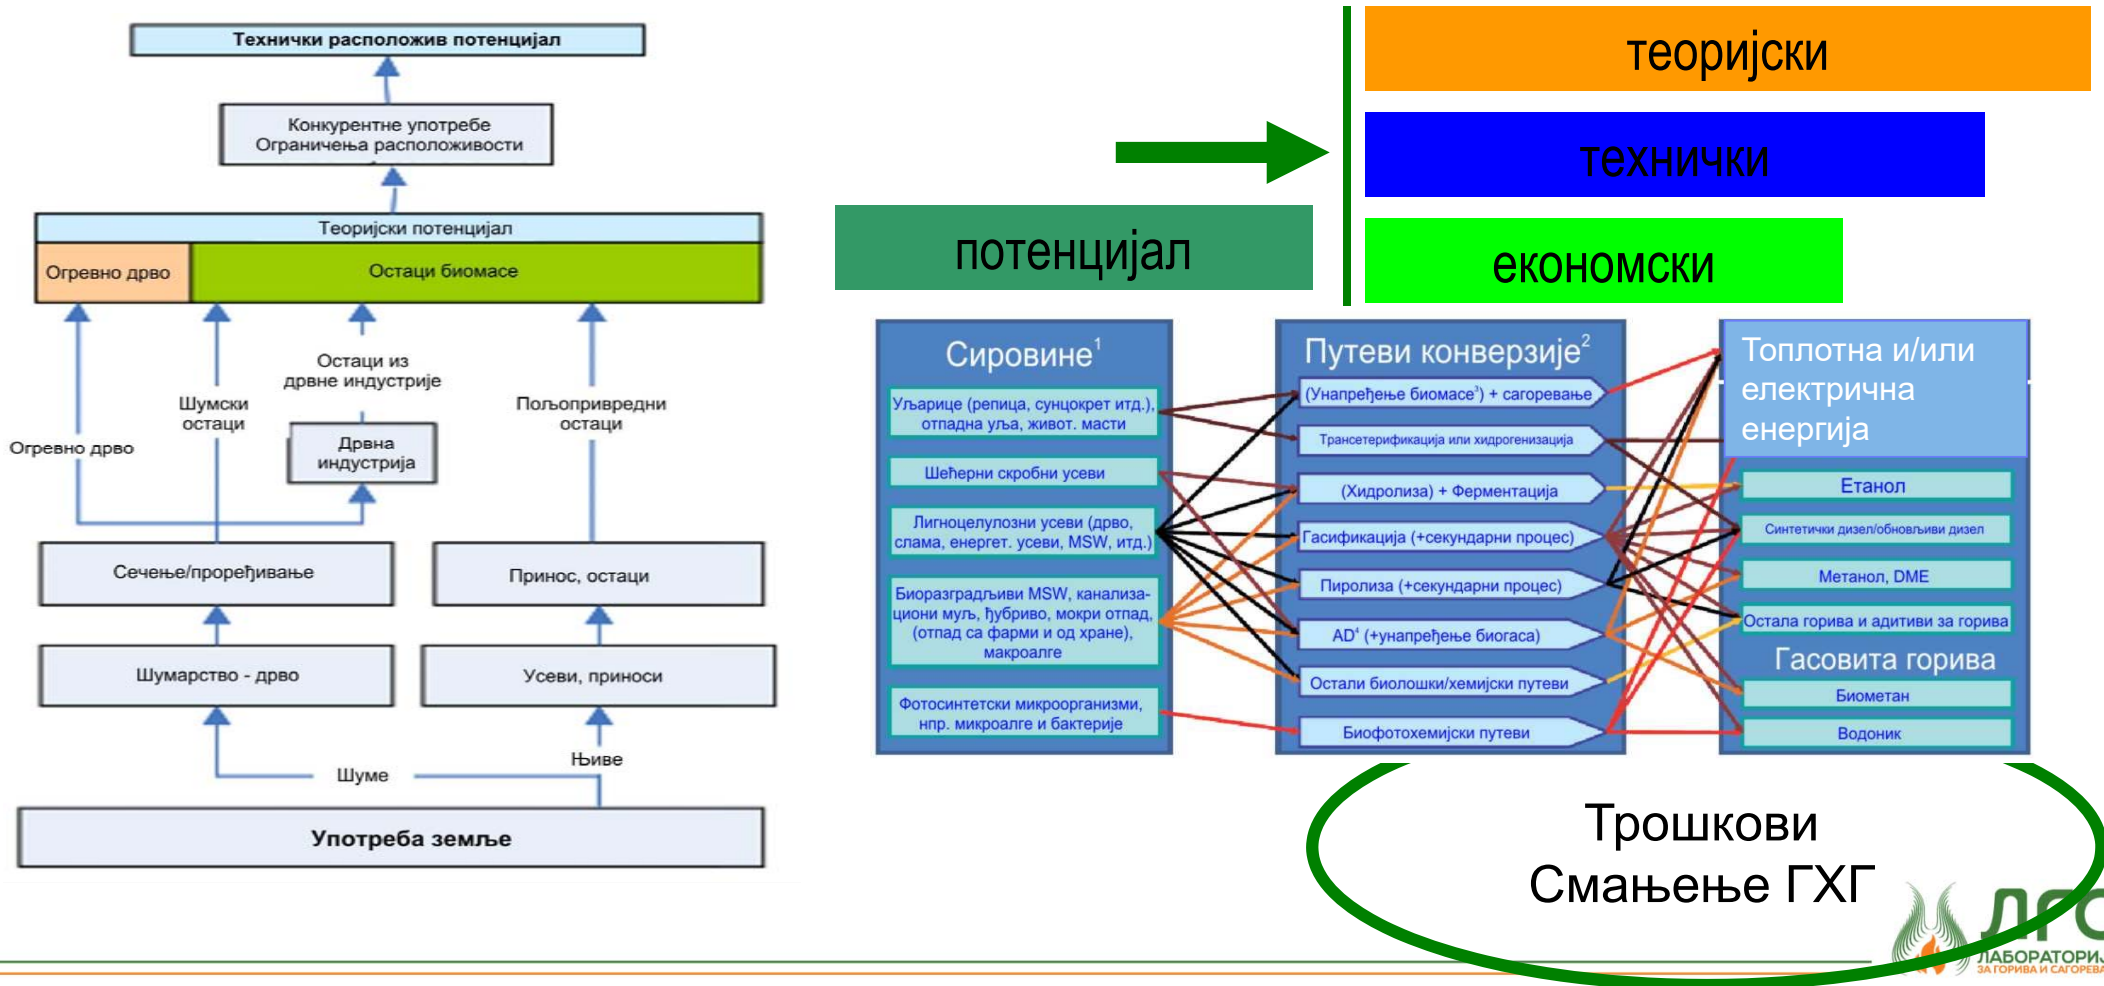 Технички расположив потенцијал
Конкурентне употребе
Ограничења расположивости
Теоријски потенцијал
Огревно дрво
Остаци биомасе
Остаци из
дрвне индустрије
Шумски
остаци
Пољопривредни
остаци
Огревно дрво
Дрвна
индустрија
Сечење/проређивање
Принос, остаци
Шумарство - дрво
Усеви, приноси
Шуме
Њиве
Употреба земље
потенцијал
теоријски
технички
економски
Сировине¹
Уљарице (репица, сунцокрет итд.),
отпадна уља, живот. масти
Шећерни скробни усеви
Лигноцелулозни усеви (дрво,
слама, енергет. усеви, MSW, итд.)
Биоразградљиви MSW, канализа-
циони муљ, ђубриво, мокри отпад,
(отпад са фарми и од хране),
макроалге
Фотосинтетски микроорганизми,
нпр. микроалге и бактерије
Путеви конверзије²
(Унапређење биомасе³) + сагоревање
Трансетерификација или хидрогенизација
(Хидролиза) + Ферментација
Гасификација (+секундарни процес)
Пиролиза (+секундарни процес)
AD⁴ (+унапређење биогаса)
Остали биолошки/хемијски путеви
Биофотохемијски путеви
Топлотна и/или
електрична
енергија
Етанол
Синтетички дизел/обновљиви дизел
Метанол, DME
Остала горива и адитиви за горива
Гасовита горива
Биометан
Водоник
Трошкови
Смањење ГХГ
ЛГС
ЛАБОРАТОРИЈ
ЗА ГОРИВА И САГОРЕВА